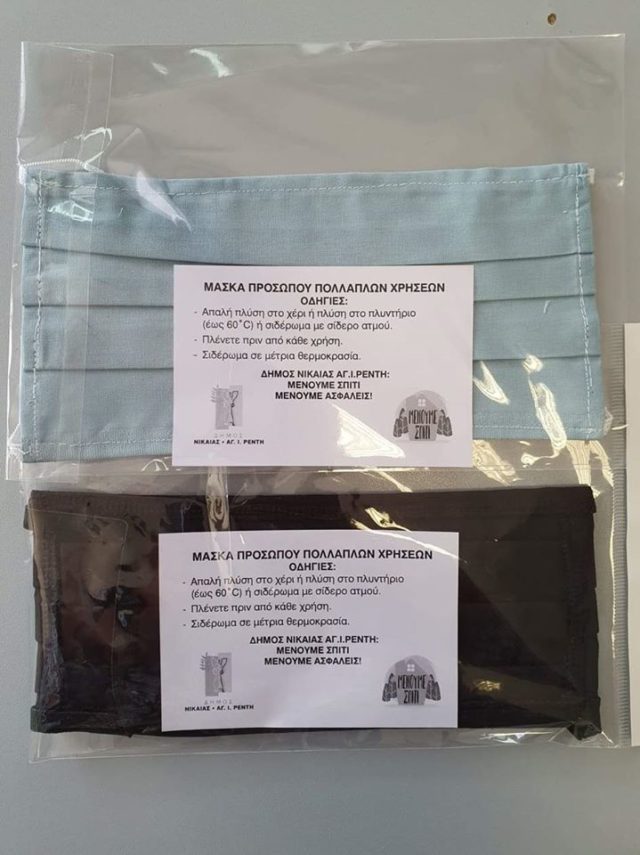 ΜΑΣΚΑ ΠΡΟΣΩΠΟΥ ΠΟΛΛΑΠΛΩΝ ΧΡΗΣΕΩΝ
ΟΔΗΓΙΕΣ:
- Απαλή πλύση στο χέρι ή πλύση στο πλυντήριο
(έως 60˚C) ή σιδέρωμα με σίδερο ατμού.
- Πλένετε πριν από κάθε χρήση.
- Σιδέρωμα σε μέτρια θερμοκρασία.
ΔΗΜΟΣ ΝΙΚΑΙΑΣ ΑΓ.Ι.ΡΕΝΤΗ:
ΜΕΝΟΥΜΕ ΣΠΙΤΙ
ΜΕΝΟΥΜΕ ΑΣΦΑΛΕΙΣ!
ΔΗΜΟΣ
ΝΙΚΑΙΑΣ • ΑΓ. Ι. ΡΕΝΤΗ
ΜΕΝΟΥΜΕ
ΣΠΙΤΙ
ΜΑΣΚΑ ΠΡΟΣΩΠΟΥ ΠΟΛΛΑΠΛΩΝ ΧΡΗΣΕΩΝ
ΟΔΗΓΙΕΣ:
- Απαλή πλύση στο χέρι ή πλύση στο πλυντήριο
(έως 60˚C) ή σιδέρωμα με σίδερο ατμού.
- Πλένετε πριν από κάθε χρήση.
- Σιδέρωμα σε μέτρια θερμοκρασία.
ΔΗΜΟΣ ΝΙΚΑΙΑΣ ΑΓ.Ι.ΡΕΝΤΗ:
ΜΕΝΟΥΜΕ ΣΠΙΤΙ
ΜΕΝΟΥΜΕ ΑΣΦΑΛΕΙΣ!
ΔΗΜΟΣ
ΝΙΚΑΙΑΣ • ΑΓ. Ι. ΡΕΝΤΗ
ΜΕΝΟΥΜΕ
ΣΠΙΤΙ